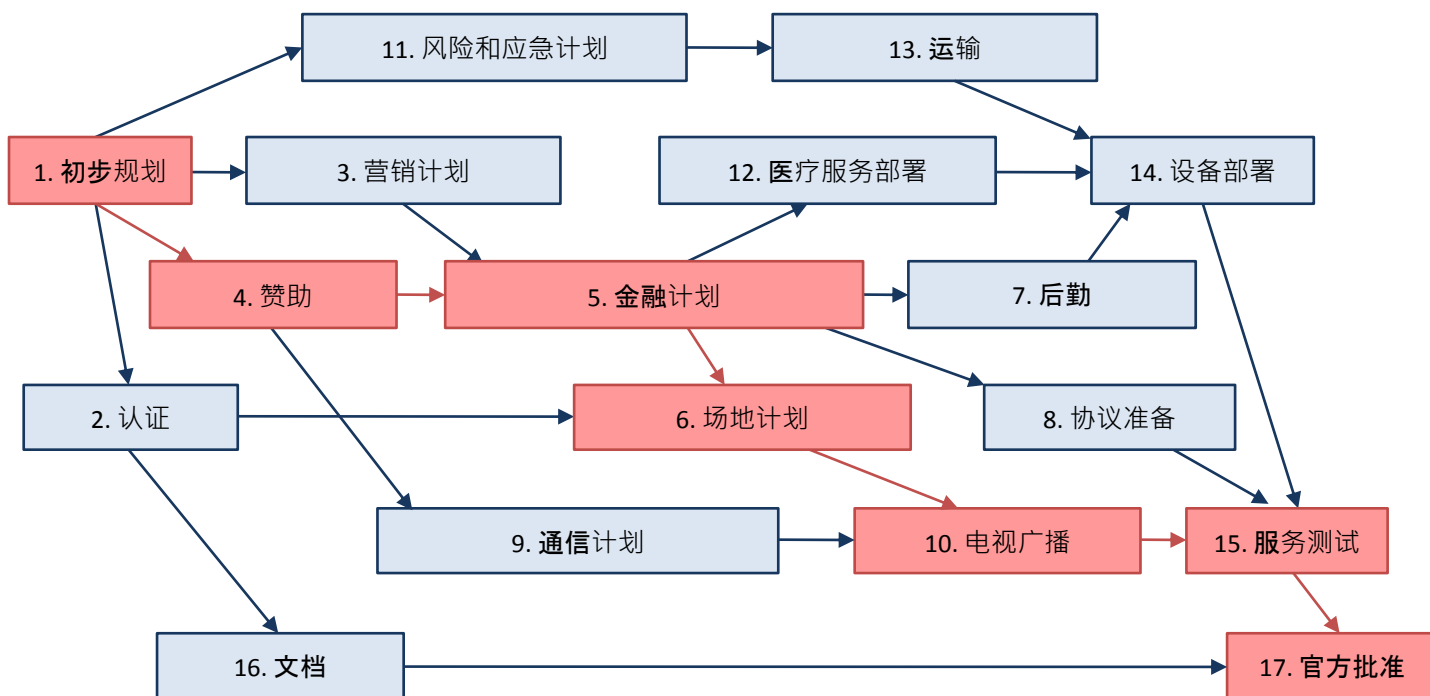 11. 风险和应急计划
13. 运输
1. 初步规划
3. 营销计划
12. 医疗服务部署
14. 设备部署
4. 赞助
5. 金融计划
7. 后勤
2. 认证
6. 场地计划
8. 协议准备
9. 通信计划
10. 电视广播
15. 服务测试
16. 文档
17. 官方批准